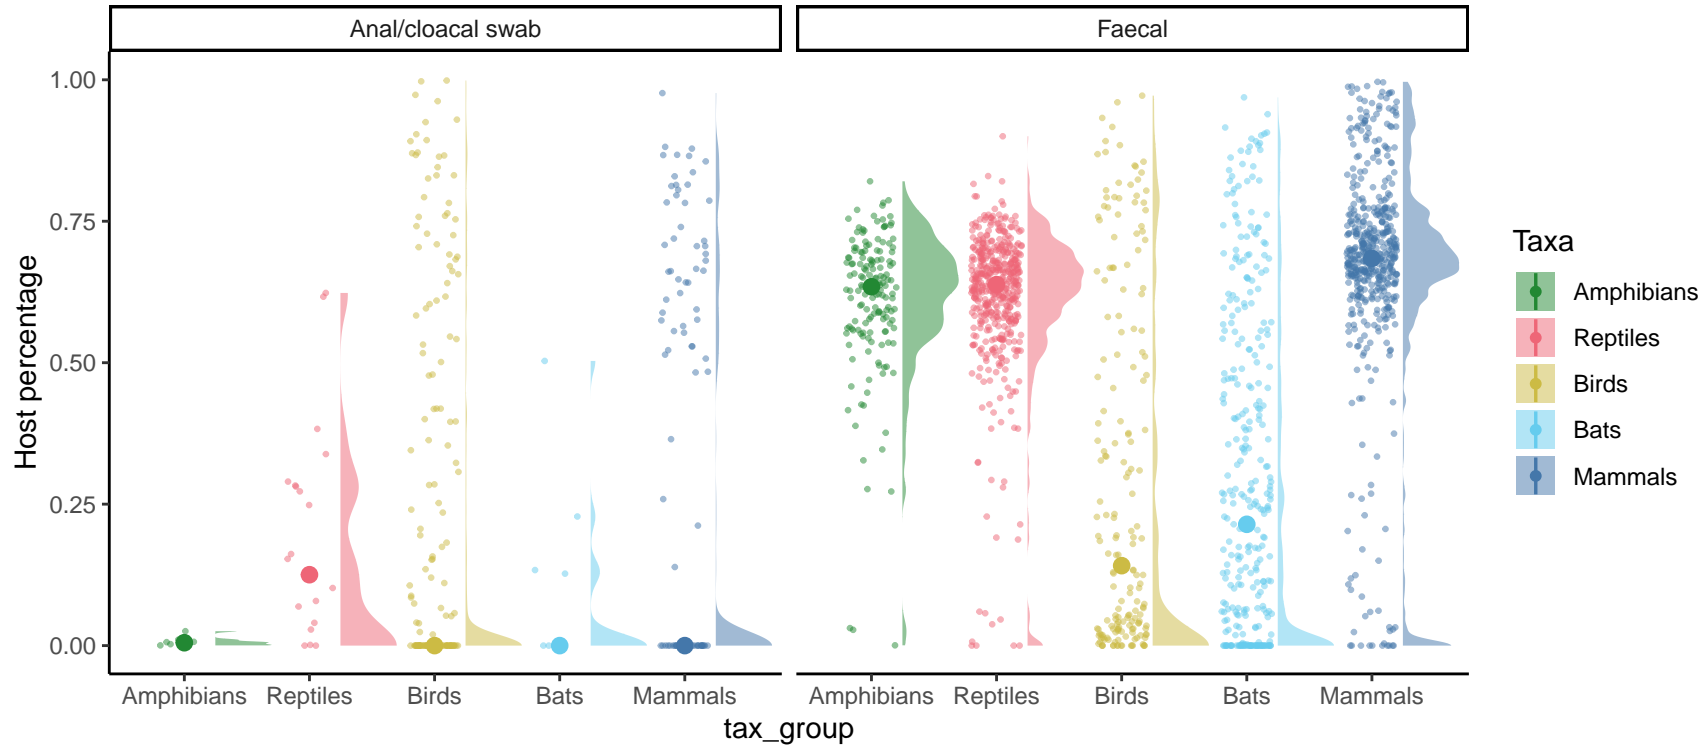 Anal/cloacal swab
Faecal
Host percentage
1.00
0.75
0.50
0.25
0.00
Amphibians Reptiles Birds Bats Mammals
Amphibians Reptiles Birds Bats Mammals
tax_group
Taxa
Amphibians
Reptiles
Birds
Bats
Mammals